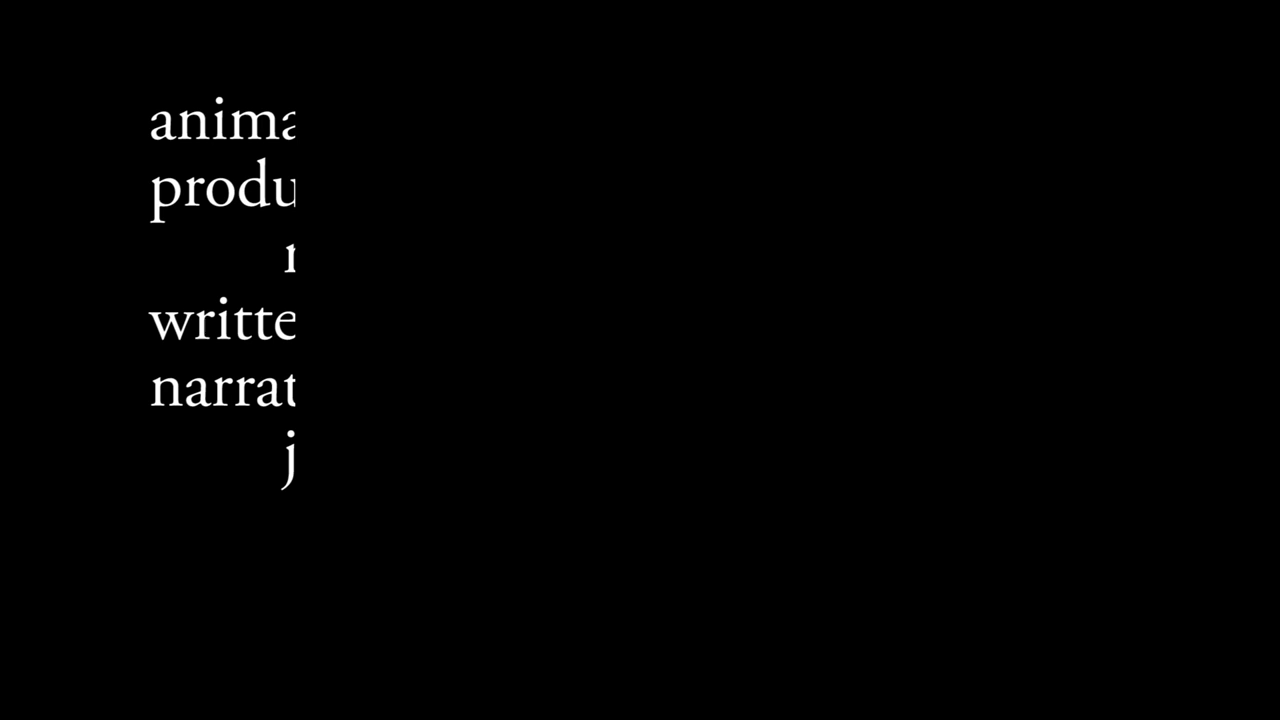 anima
produ
r
writte
narrat
j